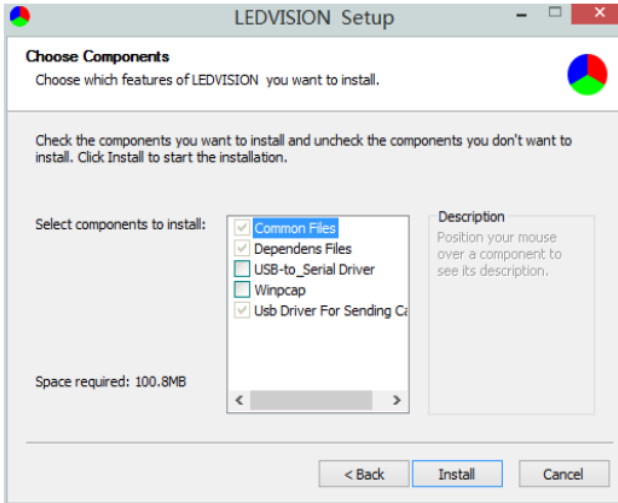 LEDVISION Setup
Choose Components
Choose which features of LEDVISION you want to install.
Check the components you want to install and uncheck the components you don't want to
install. Click Install to start the installation.
Select components to install:
Common Files
Dependens Files
USB-to_Serial Driver
Winpcap
Usb Driver For Sending Ca
Description
Position your mouse
over a component to
see its description.
Space required: 100.8MB
< Back
Install
Cancel